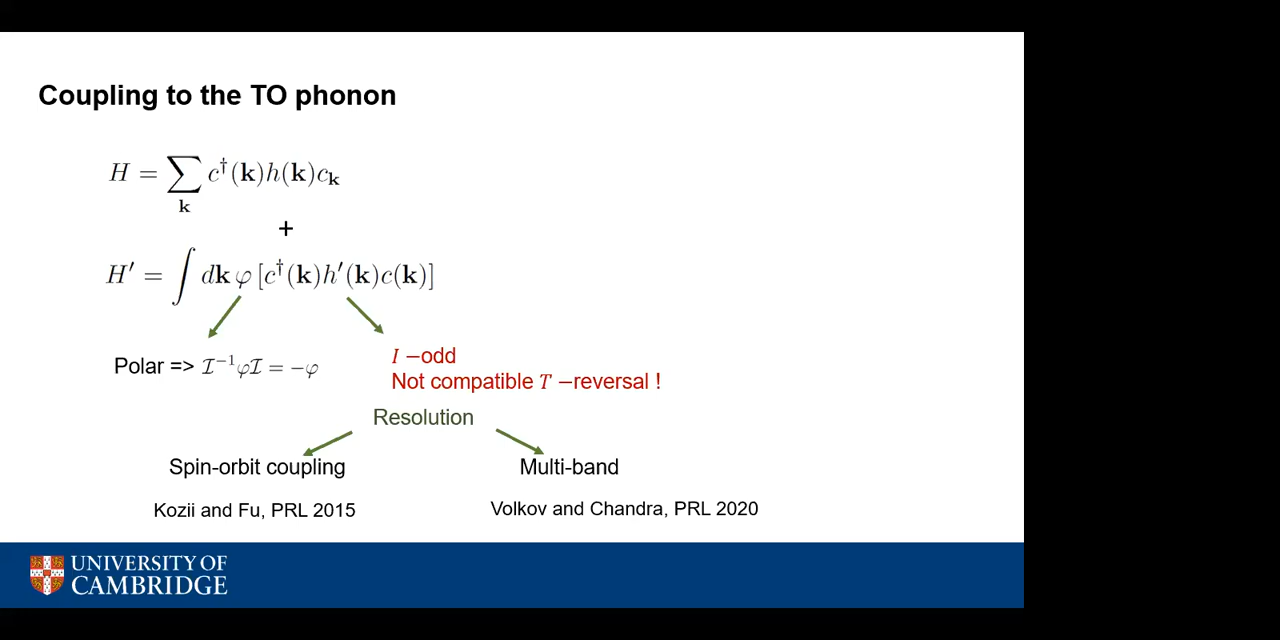 Coupling to the TO phonon
H = ∑_𝐤 c†(𝐤)h(𝐤)c_𝐤
+
H′ = ∫ d𝐤 φ [c†(𝐤)h′(𝐤)c(𝐤)]
Polar => ℐ⁻¹φℐ = −φ
I −odd
Not compatible T −reversal !
Resolution
Spin-orbit coupling
Multi-band
Kozii and Fu, PRL 2015
Volkov and Chandra, PRL 2020
UNIVERSITY OF
CAMBRIDGE